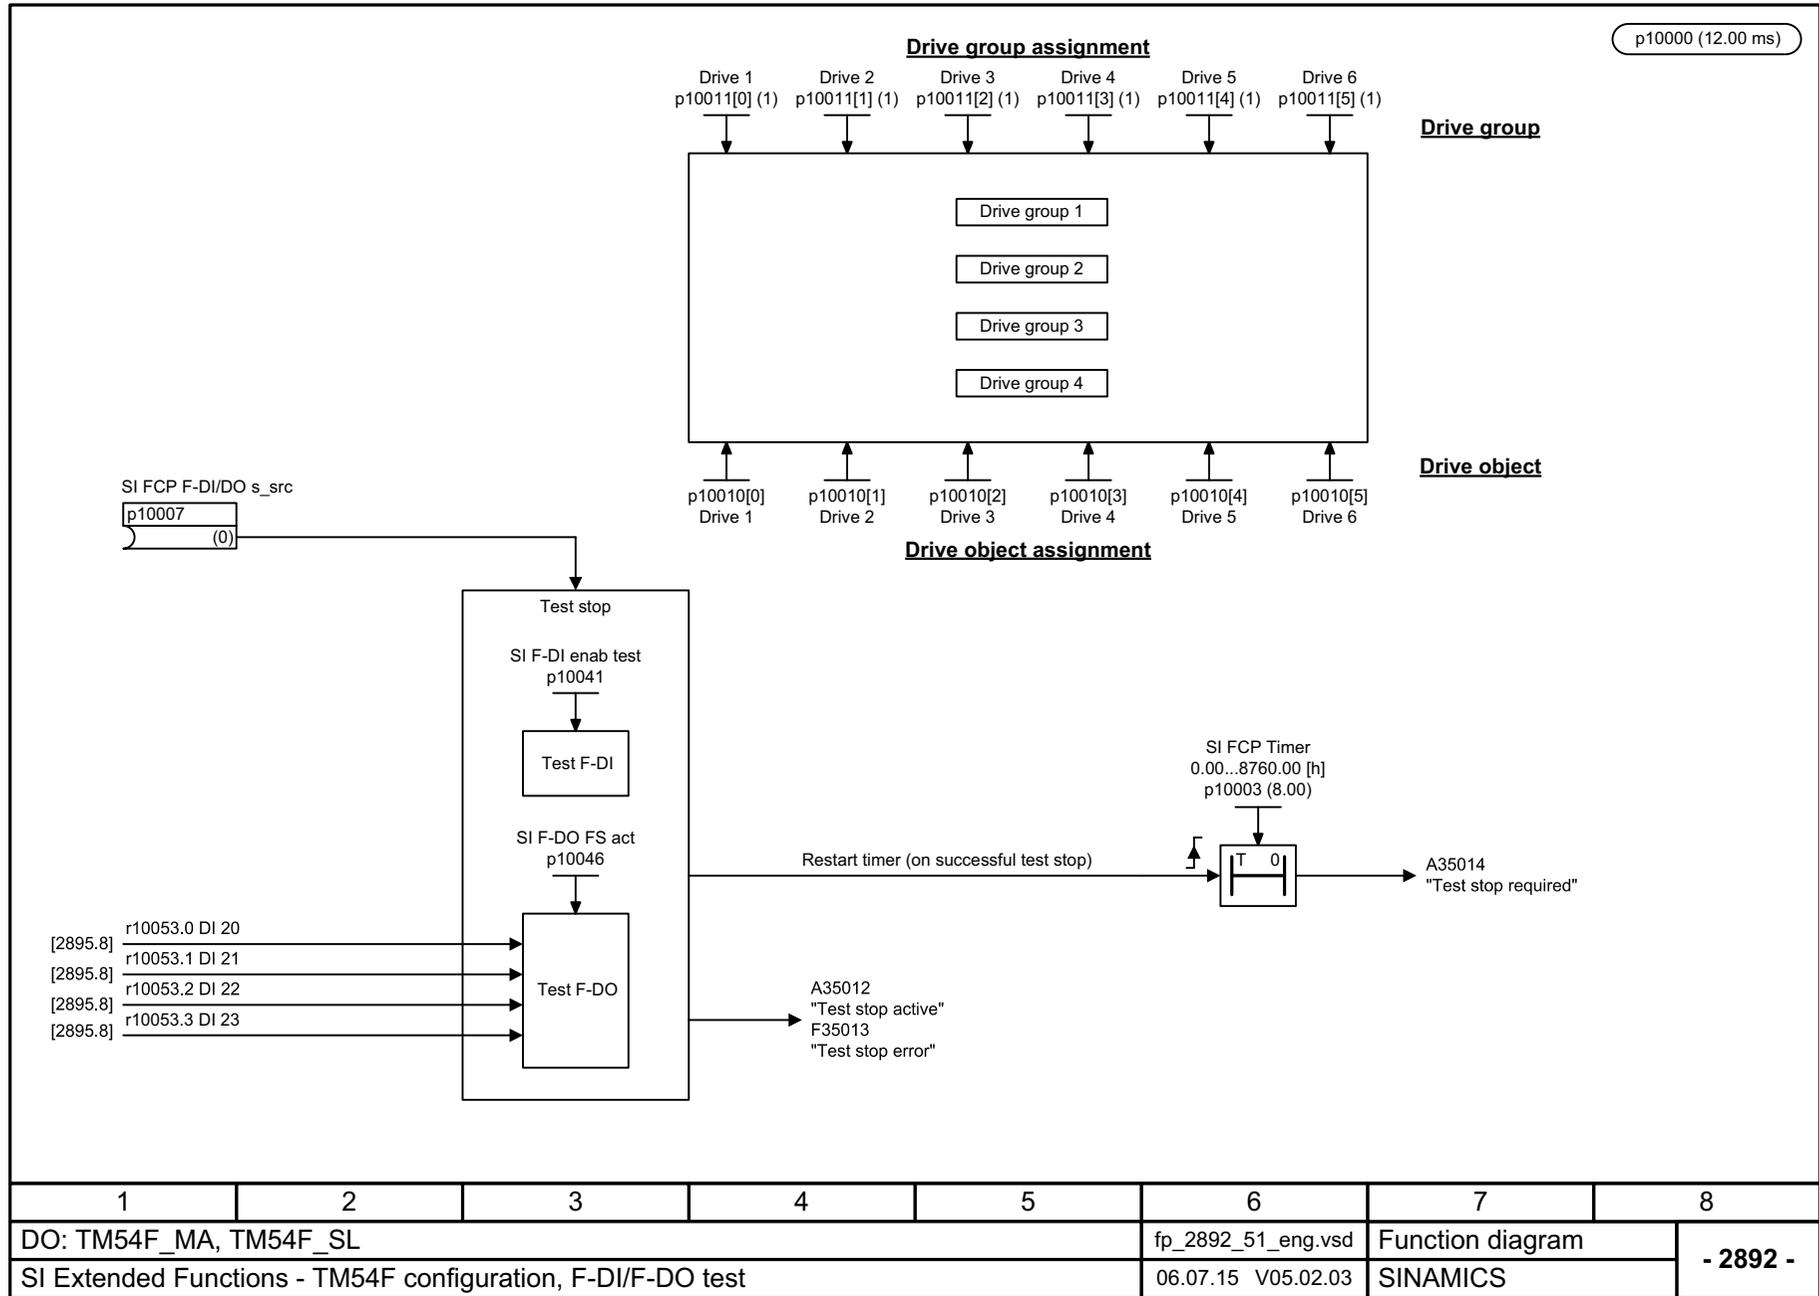 p10000 (12.00 ms)
Drive group assignment
Drive 1 Drive 2 Drive 3 Drive 4 Drive 5 Drive 6
p10011[0] (1) p10011[1] (1) p10011[2] (1) p10011[3] (1) p10011[4] (1) p10011[5] (1)
Drive group
Drive group 1
Drive group 2
Drive group 3
Drive group 4
Drive object
p10010[0] p10010[1] p10010[2] p10010[3] p10010[4] p10010[5]
Drive 1 Drive 2 Drive 3 Drive 4 Drive 5 Drive 6
Drive object assignment
SI FCP F-DI/DO s_src
p10007
(0)
Test stop
SI F-DI enab test
p10041
Test F-DI
SI F-DO FS act
p10046
Test F-DO
[2895.8] r10053.0 DI 20
[2895.8] r10053.1 DI 21
[2895.8] r10053.2 DI 22
[2895.8] r10053.3 DI 23
Restart timer (on successful test stop)
SI FCP Timer
0.00...8760.00 [h]
p10003 (8.00)
T 0
A35014
"Test stop required"
A35012
"Test stop active"
F35013
"Test stop error"
1 2 3 4 5 6 7 8
DO: TM54F_MA, TM54F_SL fp_2892_51_eng.vsd Function diagram
- 2892 -
SI Extended Functions - TM54F configuration, F-DI/F-DO test 06.07.15 V05.02.03 SINAMICS